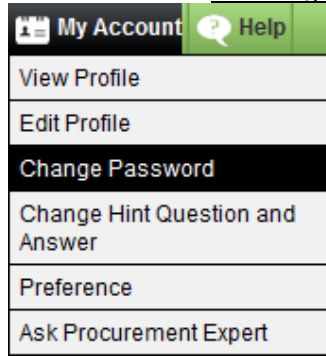 My Account Help
View Profile
Edit Profile
Change Password
Change Hint Question and
Answer
Preference
Ask Procurement Expert